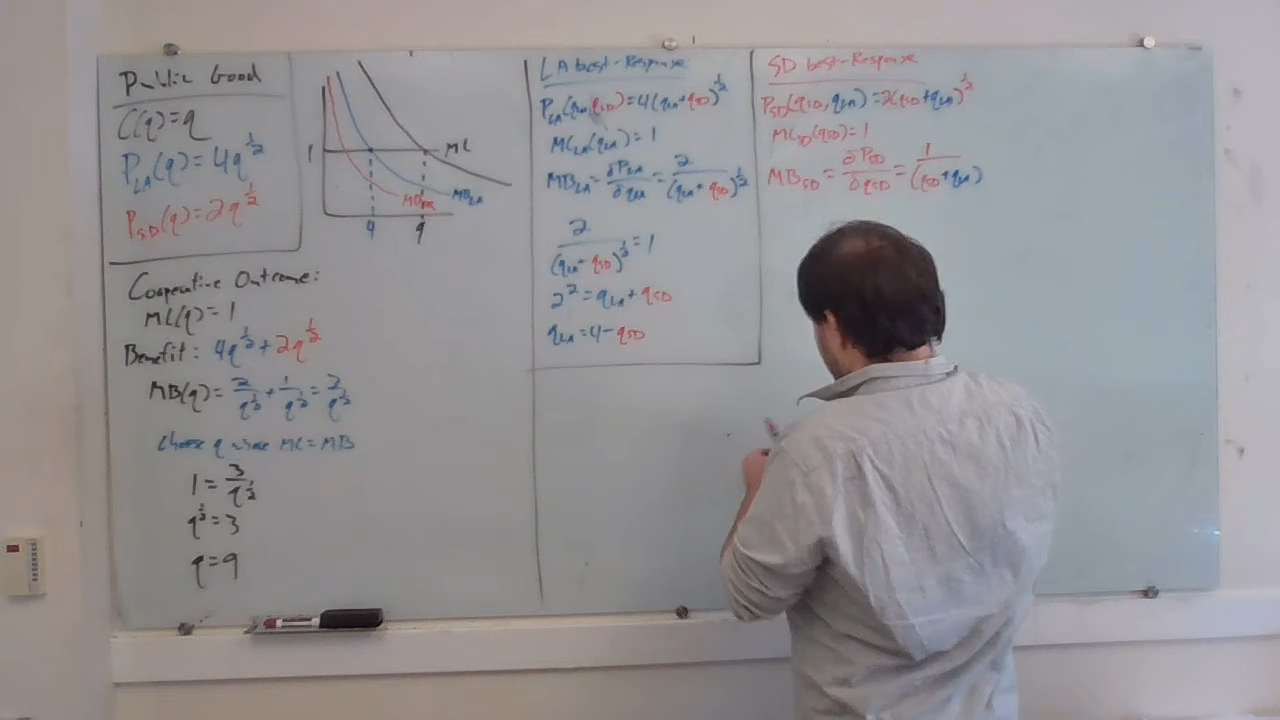 Public Good
C(q)=q
P_LA(q)=4q^½
P_SD(q)=2q^½
1
MC
MB_LA
4
9
Cooperative Outcome:
MC(q)=1
Benefit: 4q^½+2q^½
MB(q)=2/q^½+1/q^½=3/q^½
Choose q where MC=MB
1=3/q^½
q^½=3
q=9
LA best-Response
P_LA(q_LA,q_SD)=4(q_LA+q_SD)^½
MC_LA(q_LA)=1
MB_LA=∂P_LA/∂q_LA=2/(q_LA+q_SD)^½
2/(q_LA+q_SD)^½=1
2²=q_LA+q_SD
q_LA=4-q_SD
SD best-Response
P_SD(q_SD,q_LA)=2(q_SD+q_LA)^½
MC_SD(q_SD)=1
MB_SD=∂P_SD/∂q_SD=1/(q_SD+q_LA)